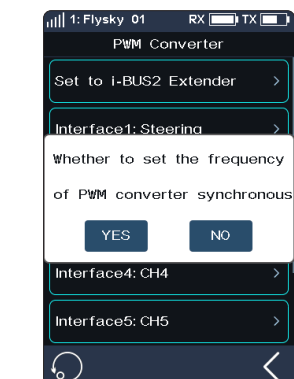 1: Flysky 01 RX TX
PWM Converter
Set to i-BUS2 Extender
Interface1: Steering
Whether to set the frequency
of PWM converter synchronous
YES NO
Interface4: CH4
Interface5: CH5